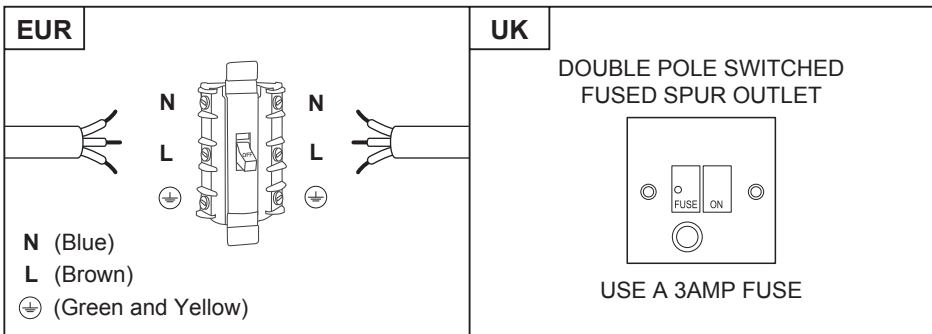 EUR
N
N
L
L
OFF
N (Blue)
L (Brown)
(Green and Yellow)
UK
DOUBLE POLE SWITCHED
FUSED SPUR OUTLET
FUSE
ON
USE A 3AMP FUSE